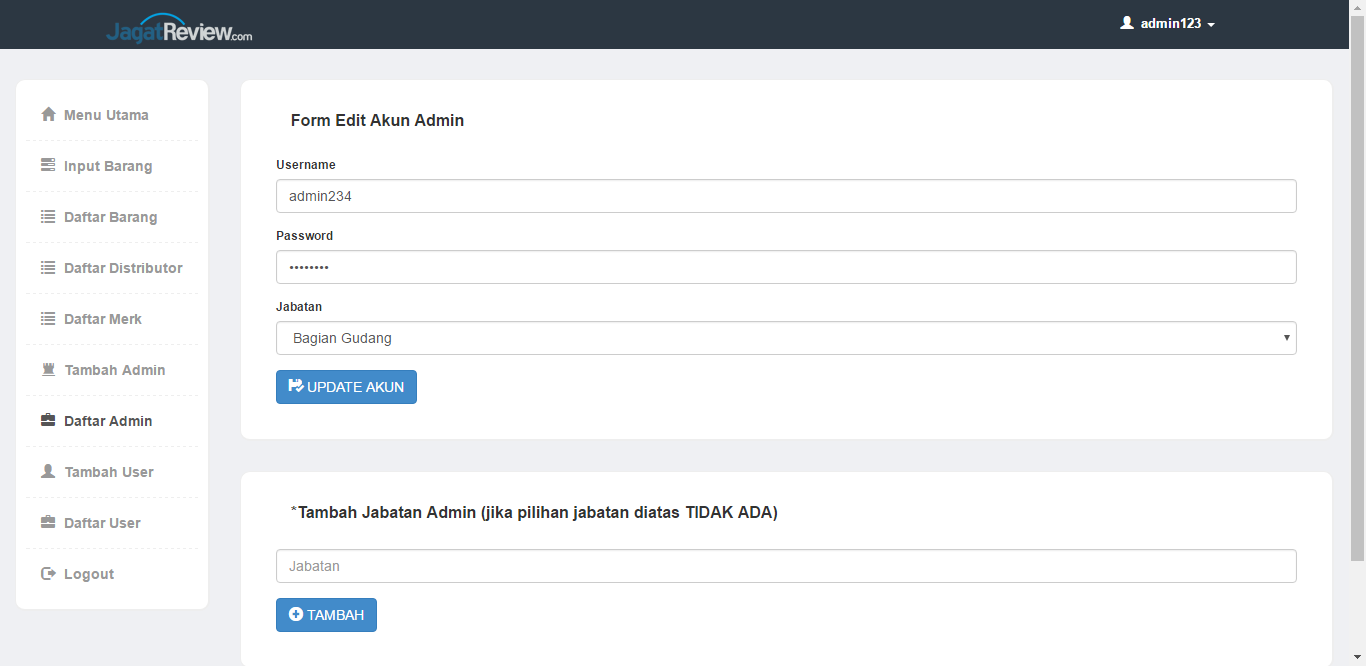 JagatReview.com
admin123
Menu Utama
Input Barang
Daftar Barang
Daftar Distributor
Daftar Merk
Tambah Admin
Daftar Admin
Tambah User
Daftar User
Logout
Form Edit Akun Admin
Username
admin234
Password
••••••••
Jabatan
Bagian Gudang
UPDATE AKUN
*Tambah Jabatan Admin (jika pilihan jabatan diatas TIDAK ADA)
Jabatan
TAMBAH